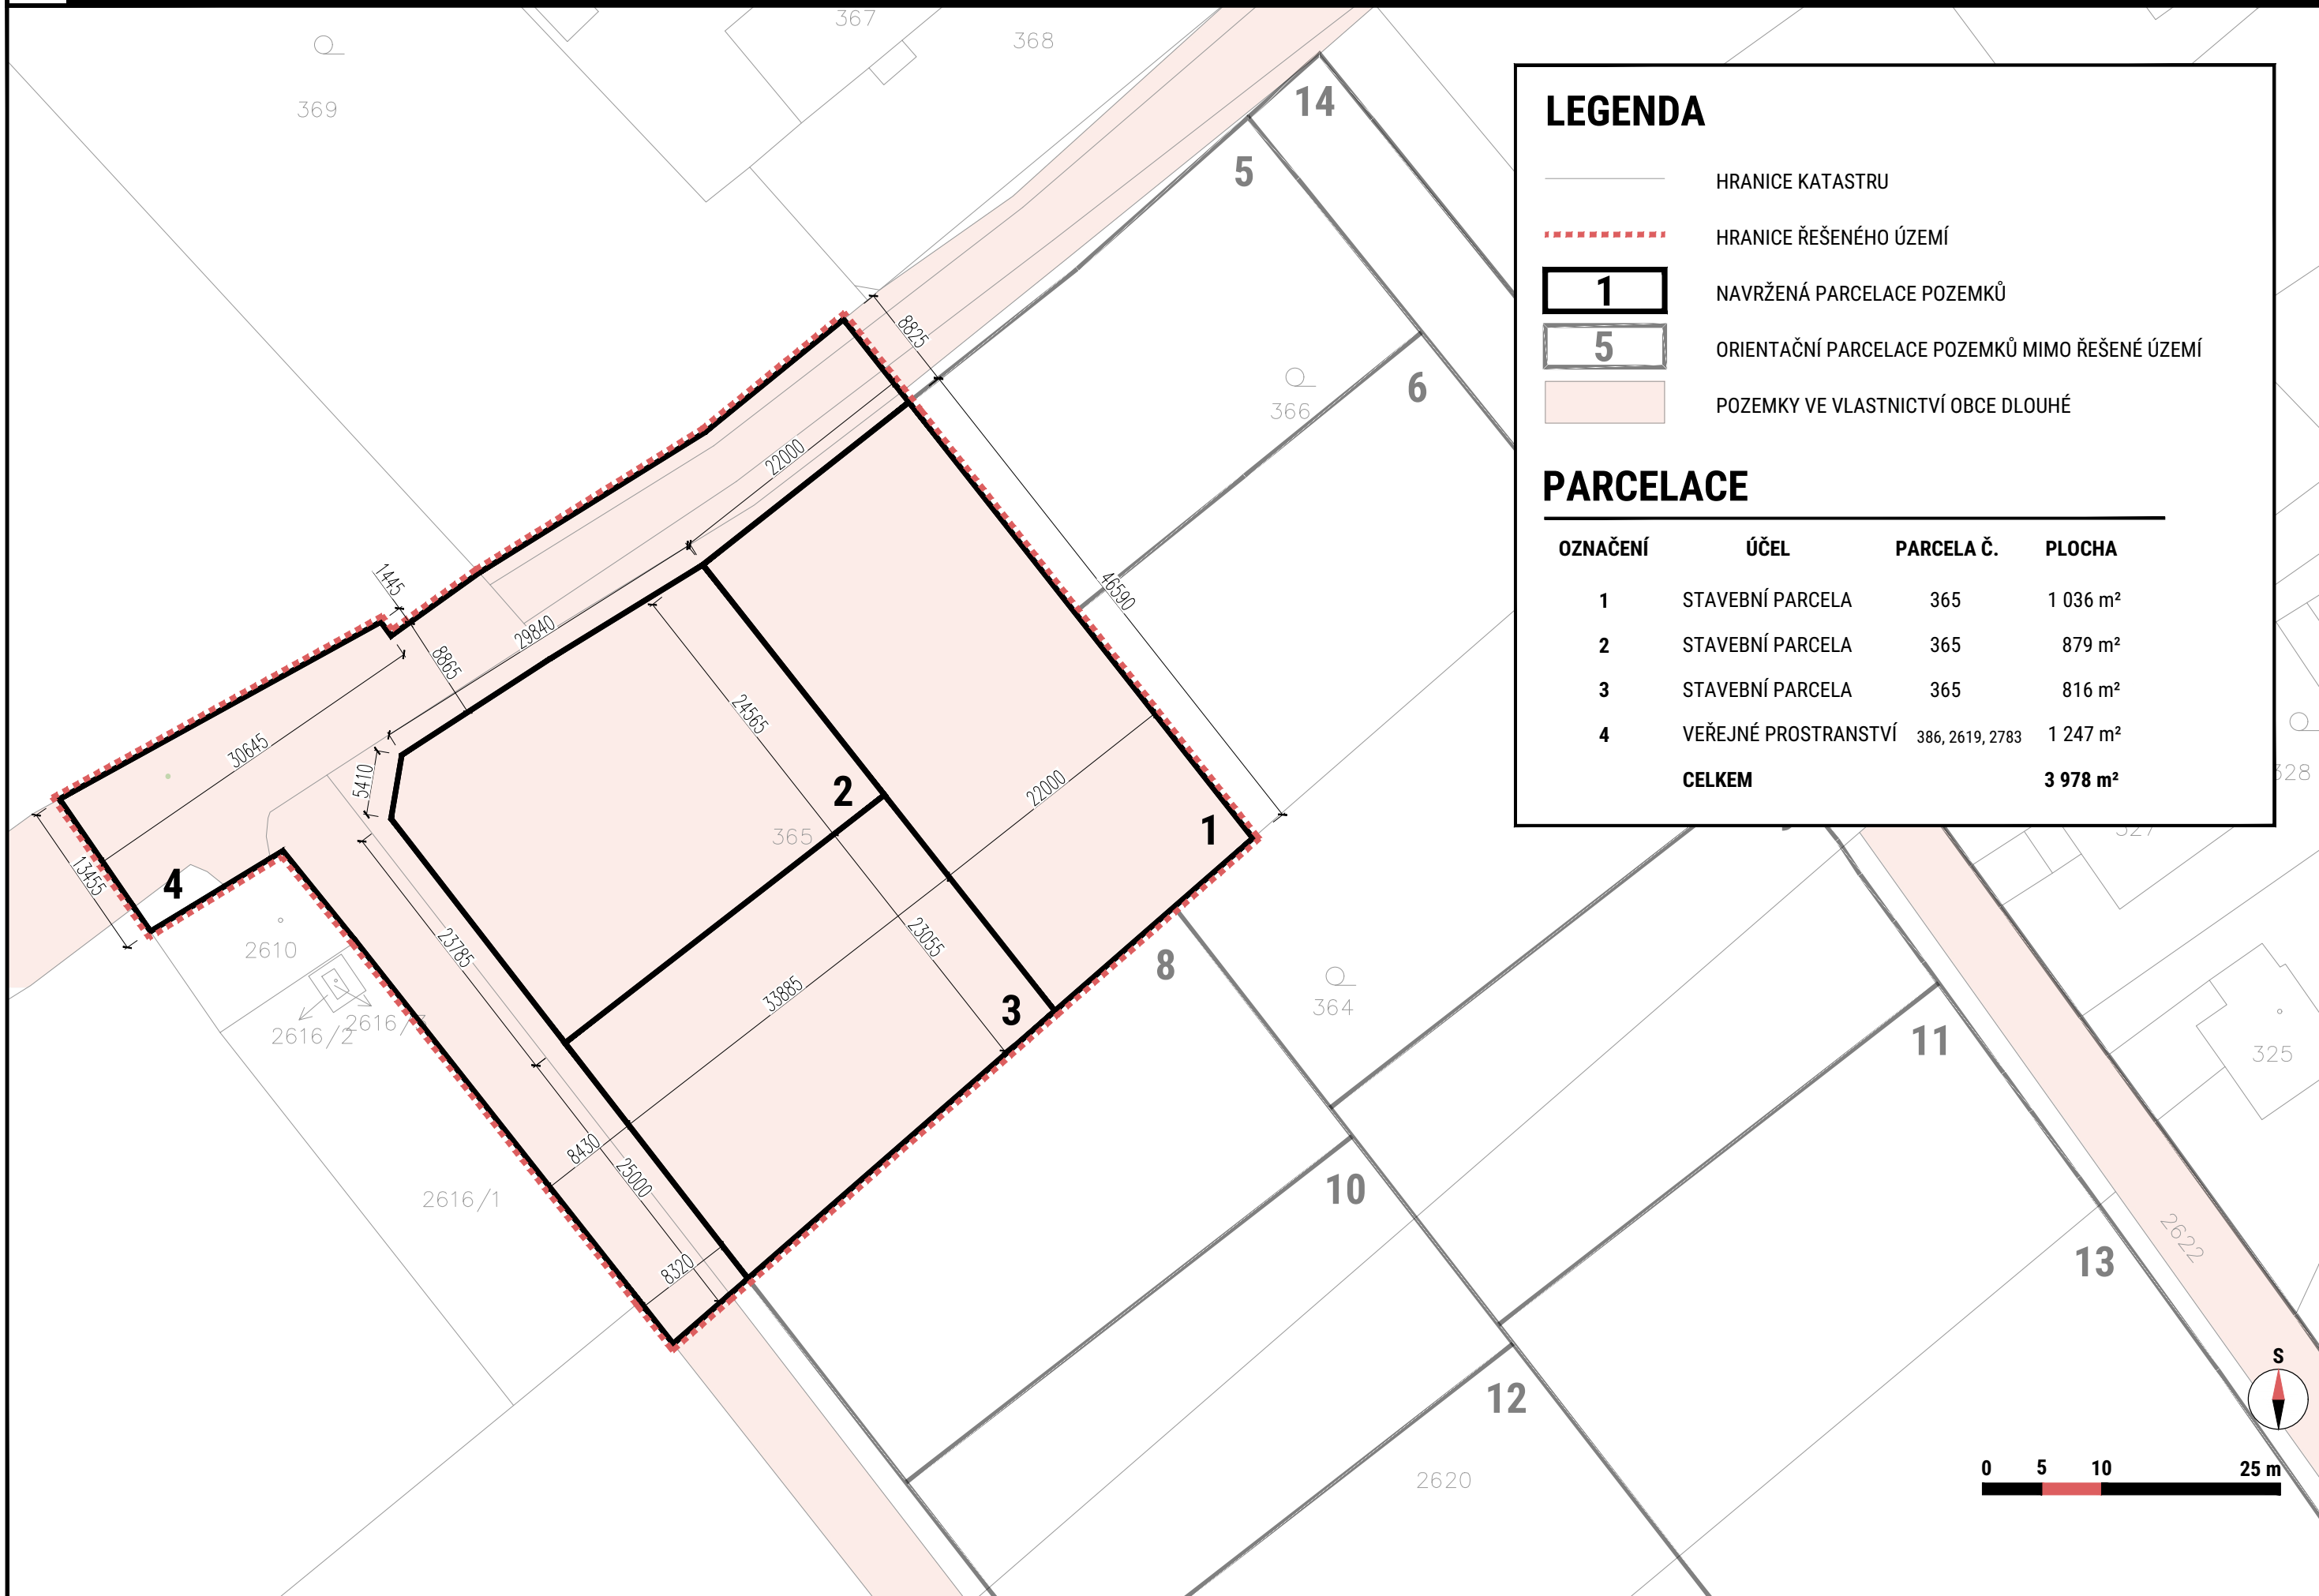 367
368
369
14
5
8825
366
6
22000
1445
29840
8865
46590
30645
24565
5410
2
365
22000
1
13455
4
23785
2610
23055
8
33885
3
364
2616/2
11
325
8430
25000
2616/1
10
8320
13
2622
12
2620
328
LEGENDA
HRANICE KATASTRU
HRANICE ŘEŠENÉHO ÚZEMÍ
1 NAVRŽENÁ PARCELACE POZEMKŮ
5 ORIENTAČNÍ PARCELACE POZEMKŮ MIMO ŘEŠENÉ ÚZEMÍ
POZEMKY VE VLASTNICTVÍ OBCE DLOUHÉ
PARCELACE
OZNAČENÍ ÚČEL PARCELA Č. PLOCHA
1 STAVEBNÍ PARCELA 365 1 036 m²
2 STAVEBNÍ PARCELA 365 879 m²
3 STAVEBNÍ PARCELA 365 816 m²
4 VEŘEJNÉ PROSTRANSTVÍ 386, 2619, 2783 1 247 m²
CELKEM 3 978 m²
S
0 5 10 25 m